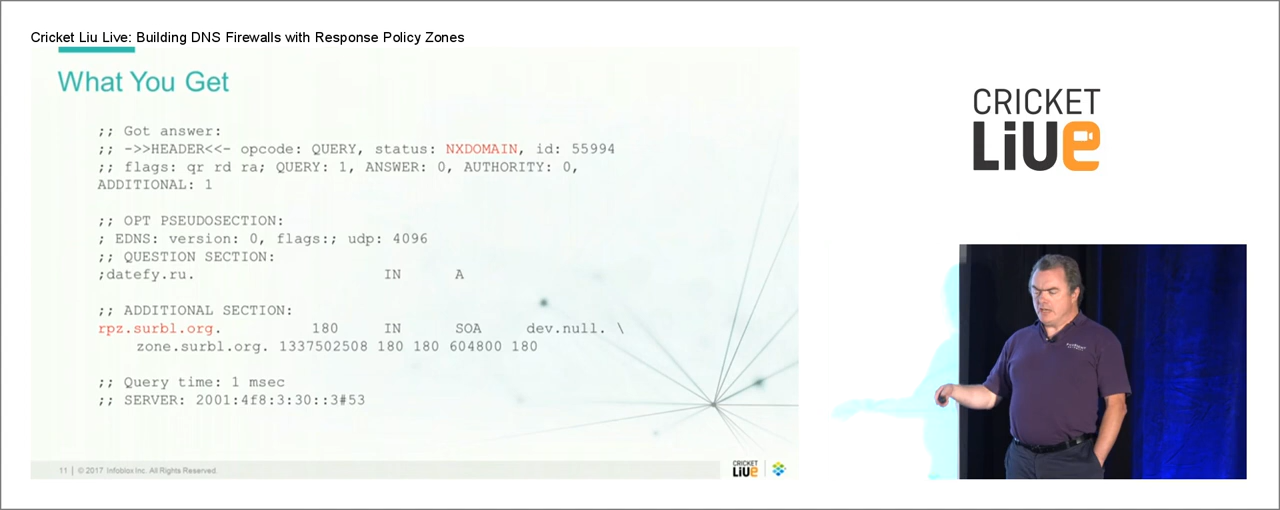 Cricket Liu Live: Building DNS Firewalls with Response Policy Zones
What You Get
;; Got answer:
;; ->>HEADER<<- opcode: QUERY, status: NXDOMAIN, id: 55994
;; flags: qr rd ra; QUERY: 1, ANSWER: 0, AUTHORITY: 0,
ADDITIONAL: 1
;; OPT PSEUDOSECTION:
; EDNS: version: 0, flags:; udp: 4096
;; QUESTION SECTION:
;datefy.ru. IN A
;; ADDITIONAL SECTION:
rpz.surbl.org. 180 IN SOA dev.null. \
zone.surbl.org. 1337502508 180 180 604800 180
;; Query time: 1 msec
;; SERVER: 2001:4f8:3:30::3#53
11 | © 2017 Infoblox Inc. All Rights Reserved.
CRICKET
LiUe
CRICKET
LiUe